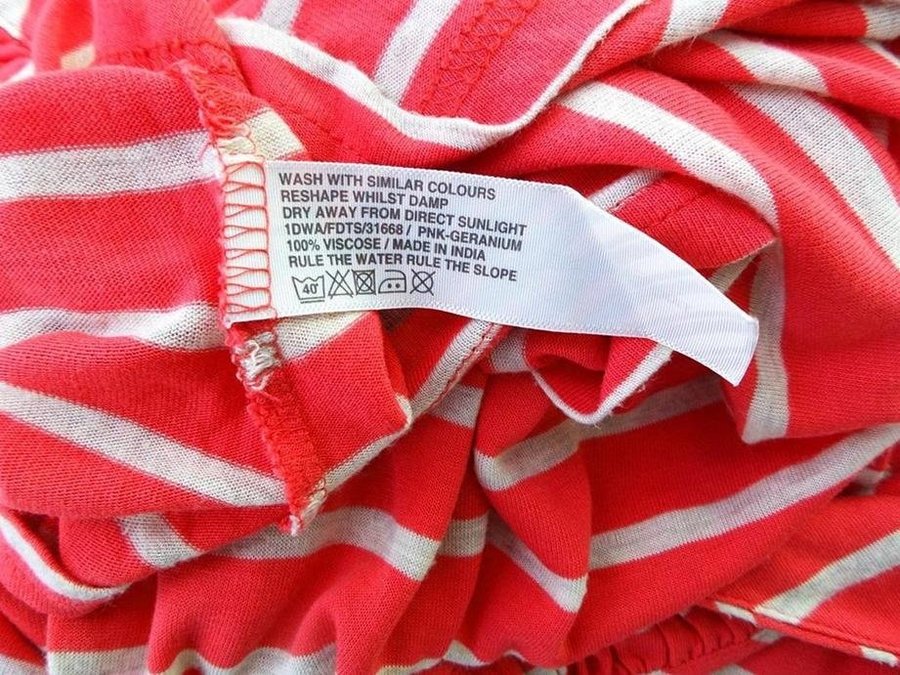 WASH WITH SIMILAR COLOURS
RESHAPE WHILST DAMP
DRY AWAY FROM DIRECT SUNLIGHT
1DWA/FDTS/31668 / PNK-GERANIUM
100% VISCOSE / MADE IN INDIA
RULE THE WATER RULE THE SLOPE
40°